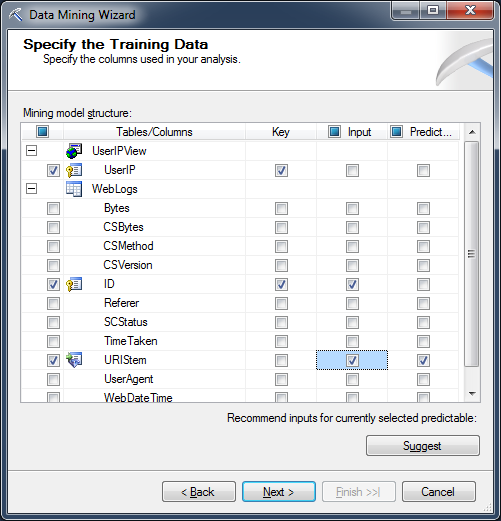 Data Mining Wizard
Specify the Training Data
Specify the columns used in your analysis.
Mining model structure:
Tables/Columns Key Input Predict...
UserIPView
UserIP
WebLogs
Bytes
CSBytes
CSMethod
CSVersion
ID
Referer
SCStatus
TimeTaken
URIStem
UserAgent
WebDateTime
Recommend inputs for currently selected predictable:
Suggest
< Back Next > Finish >>| Cancel